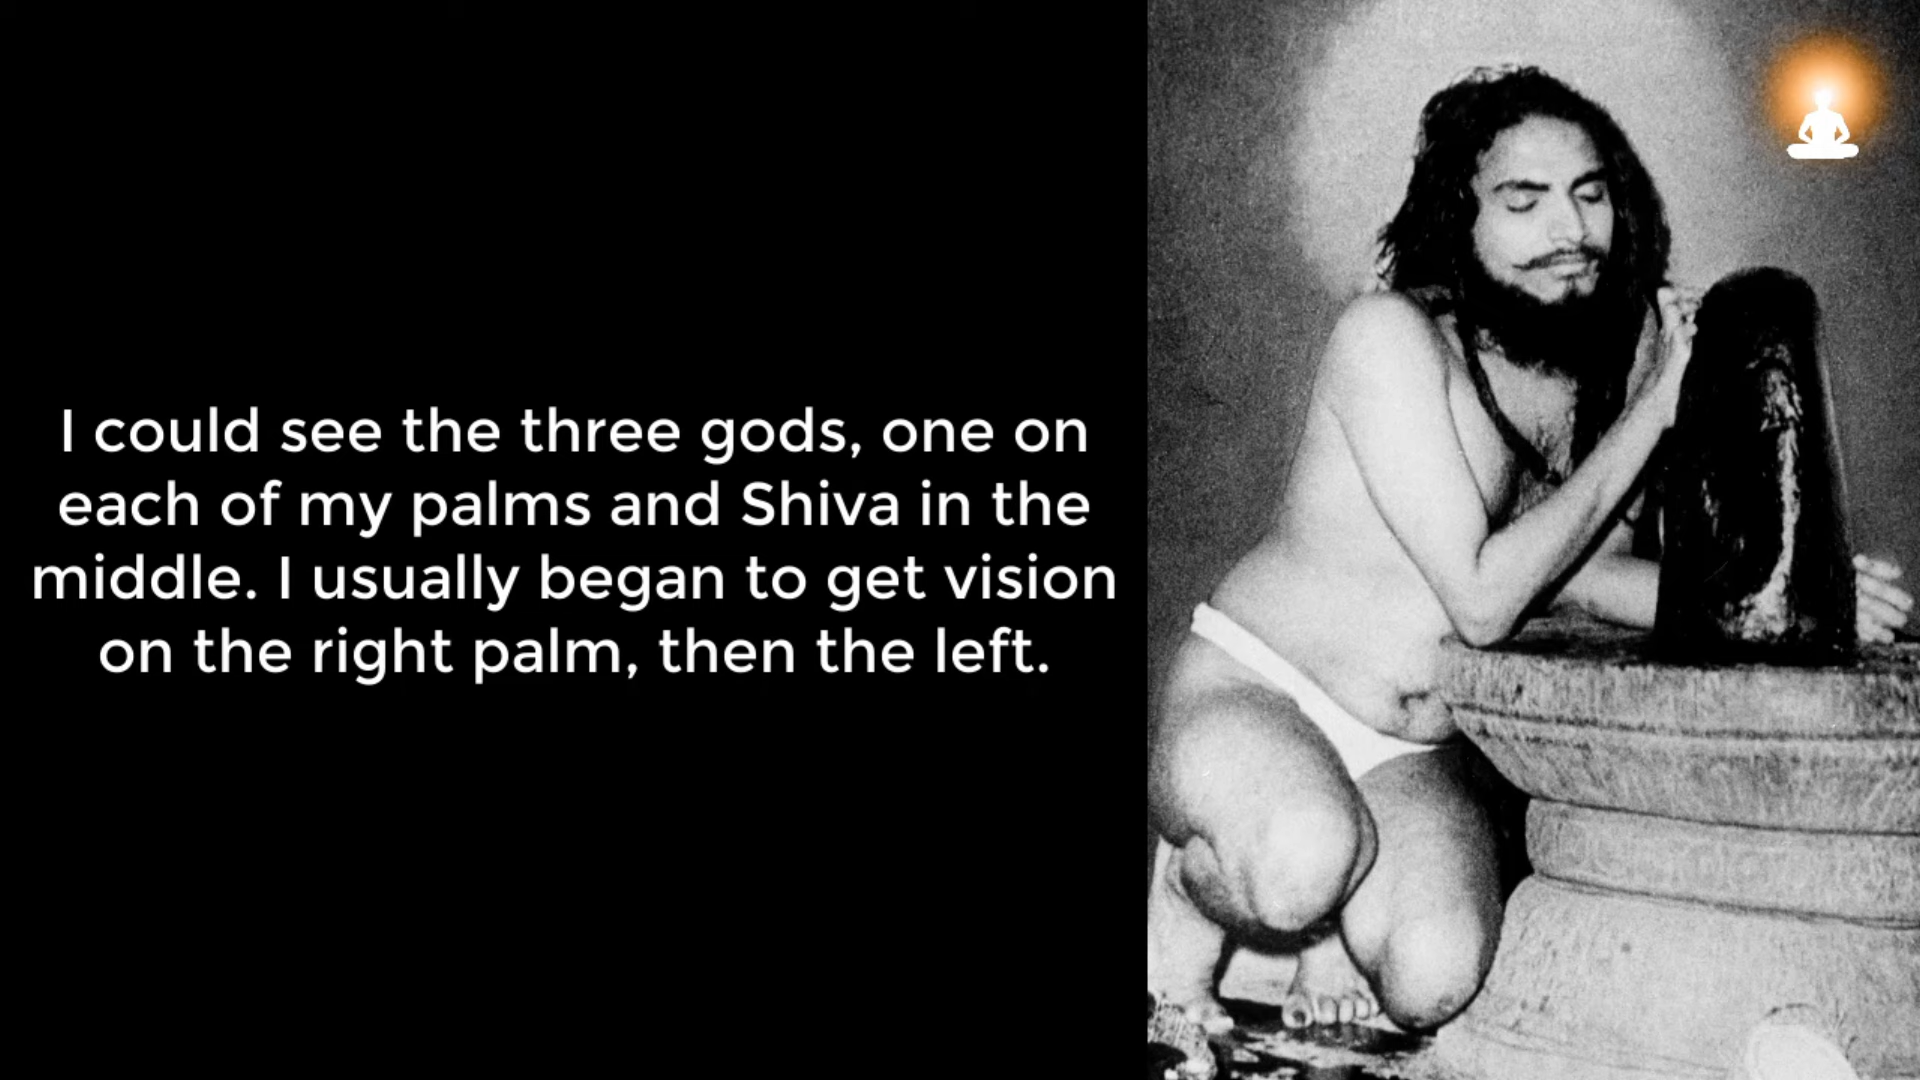 I could see the three gods, one on
each of my palms and Shiva in the
middle. I usually began to get vision
on the right palm, then the left.